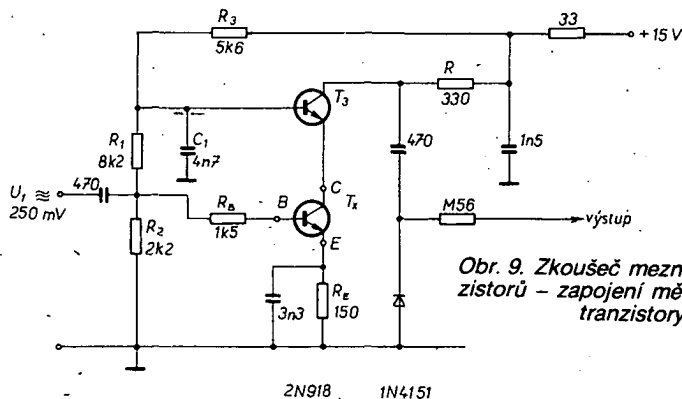 R3
5k6
33
+15 V
R
330
T3
R1
8k2
C1
4n7
470
1n5
U1 ≈
250 mV
470
C
RB
1k5
B
Tx
M56
výstup
R2
2k2
E
3n3
RE
150
Obr. 9. Zkoušeč mezn
zistorů – zapojení mě
tranzistory
2N918
1N4151